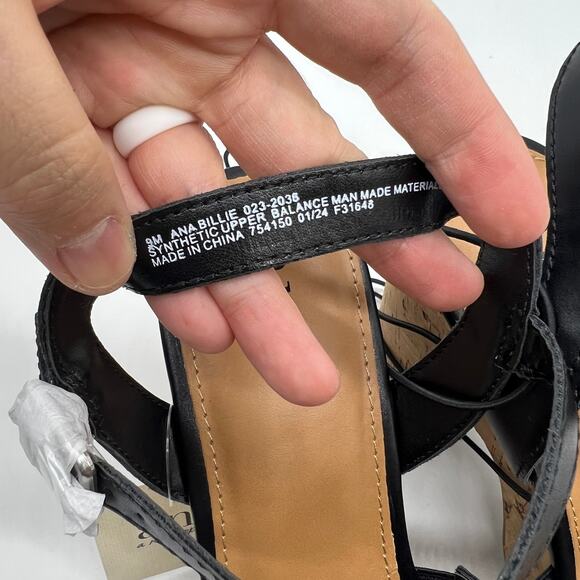 9M ANA BILLIE 023-2036
SYNTHETIC UPPER BALANCE MAN MADE MATERIAL
MADE IN CHINA 754150 01/24 F31648